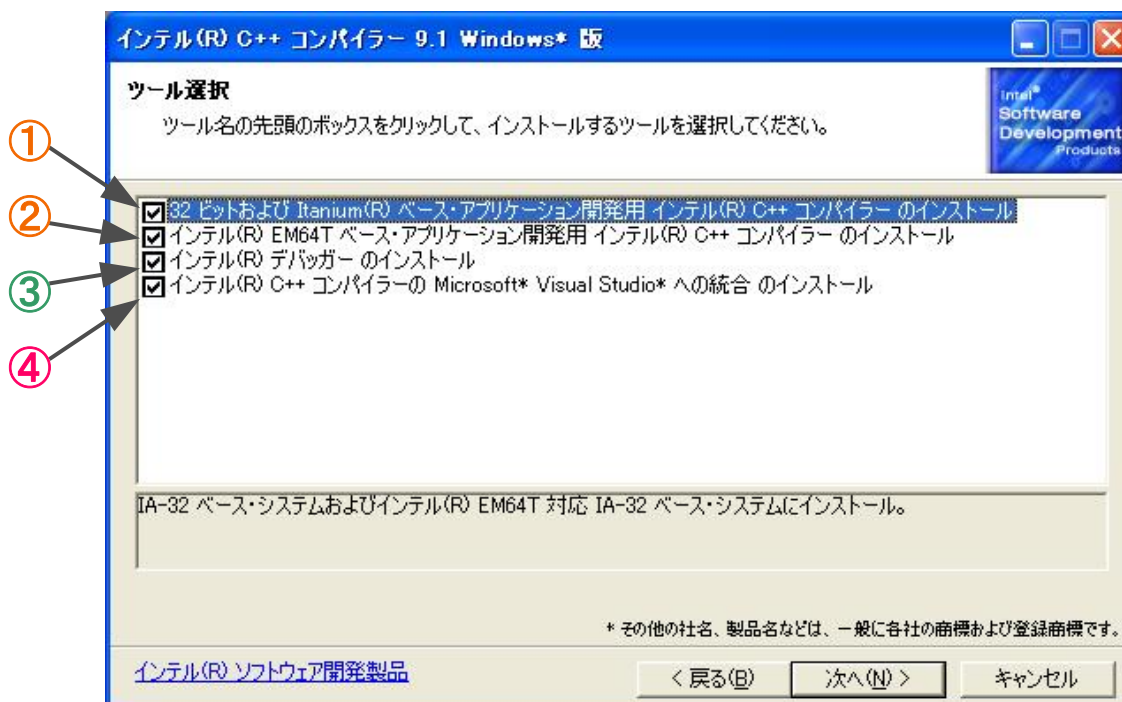 インテル(R) C++ コンパイラー 9.1 Windows* 版
ツール選択
ツール名の先頭のボックスをクリックして、インストールするツールを選択してください。
Intel®
Software
Development
Products
①
②
③
④
32 ビットおよび Itanium(R) ベース・アプリケーション開発用 インテル(R) C++ コンパイラー のインストール
インテル(R) EM64T ベース・アプリケーション開発用 インテル(R) C++ コンパイラー のインストール
インテル(R) デバッガー のインストール
インテル(R) C++ コンパイラーの Microsoft* Visual Studio* への統合 のインストール
IA-32 ベース・システムおよびインテル(R) EM64T 対応 IA-32 ベース・システムにインストール。
* その他の社名、製品名などは、一般に各社の商標および登録商標です。
インテル(R) ソフトウェア開発製品
< 戻る(B)
次へ(N) >
キャンセル